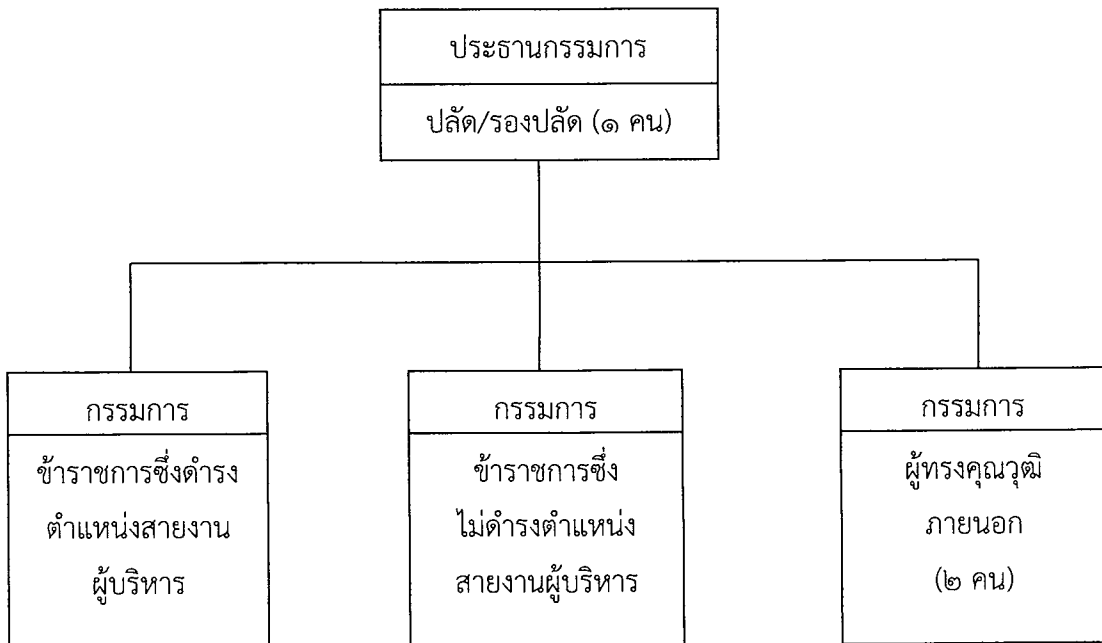 ประธานกรรมการ
ปลัด/รองปลัด (๑ คน)
กรรมการ
ข้าราชการซึ่งดำรง
ตำแหน่งสายงาน
ผู้บริหาร
กรรมการ
ข้าราชการซึ่ง
ไม่ดำรงตำแหน่ง
สายงานผู้บริหาร
กรรมการ
ผู้ทรงคุณวุฒิ
ภายนอก
(๒ คน)